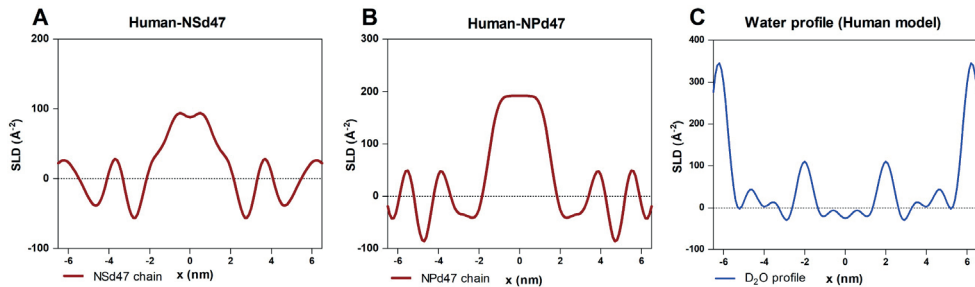 A
Human-NSd47
200
100
0
-100
SLD (Å⁻²)
-6 -4 -2 0 2 4 6
NSd47 chain
x (nm)
B
Human-NPd47
300
200
100
0
-100
SLD (Å⁻²)
-6 -4 -2 0 2 4 6
NPd47 chain
x (nm)
C
Water profile (Human model)
400
300
200
100
0
-100
SLD (Å⁻²)
-6 -4 -2 0 2 4 6
D₂O profile
x (nm)